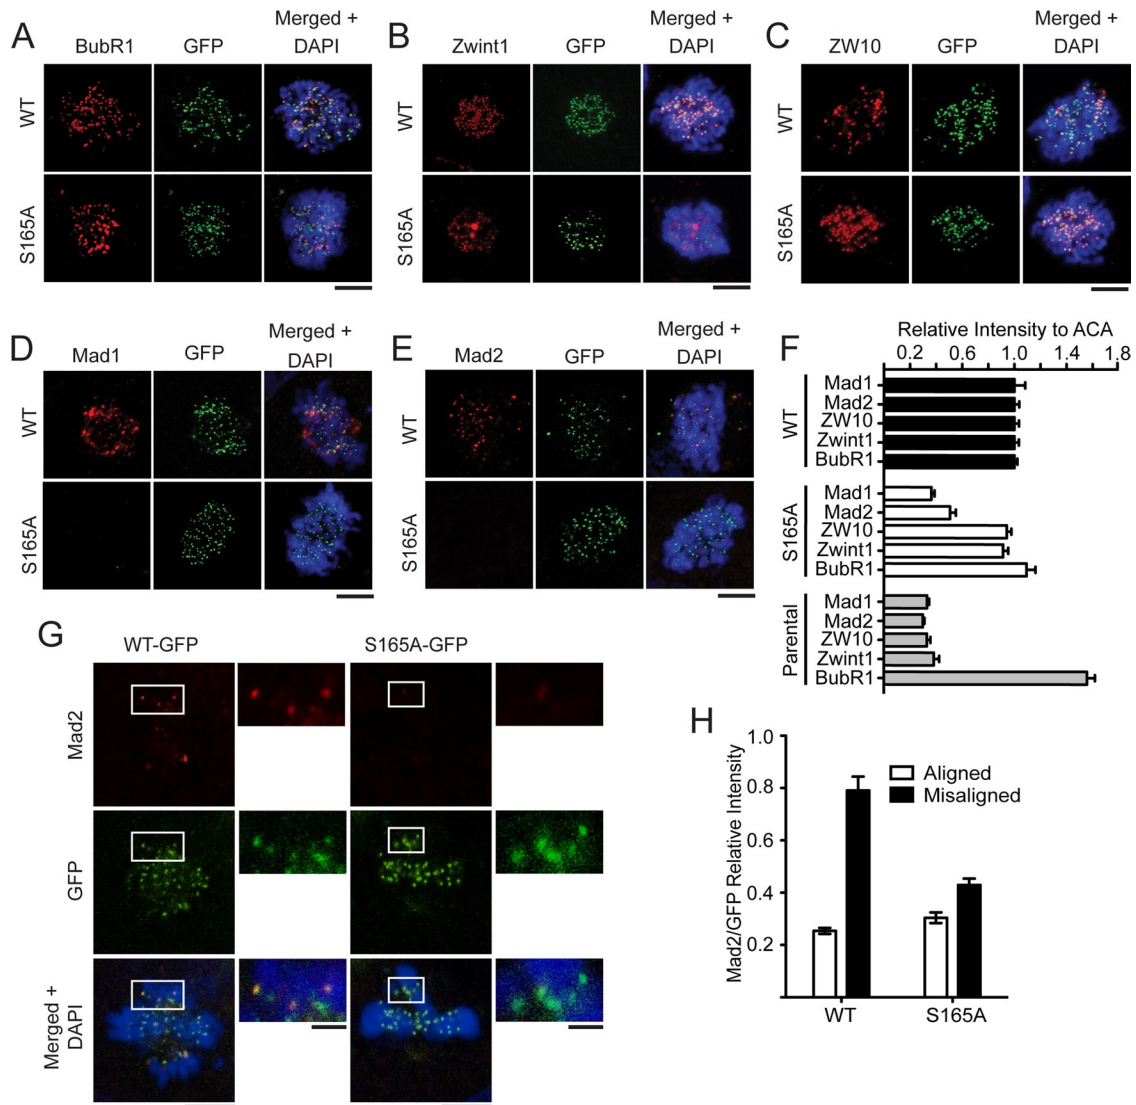 A
BubR1
GFP
Merged +
DAPI
WT
S165A
B
Zwint1
GFP
Merged +
DAPI
WT
S165A
C
ZW10
GFP
Merged +
DAPI
WT
S165A
D
Mad1
GFP
Merged +
DAPI
WT
S165A
E
Mad2
GFP
Merged +
DAPI
WT
S165A
F
Relative Intensity to ACA
0.2 0.6 1.0 1.4 1.8
WT
Mad1
Mad2
ZW10
Zwint1
BubR1
S165A
Mad1
Mad2
ZW10
Zwint1
BubR1
Parental
Mad1
Mad2
ZW10
Zwint1
BubR1
G
WT-GFP
S165A-GFP
Mad2
GFP
Merged +
DAPI
H
Mad2/GFP Relative Intensity
1.0
0.8
0.6
0.4
0.2
Aligned
Misaligned
WT
S165A